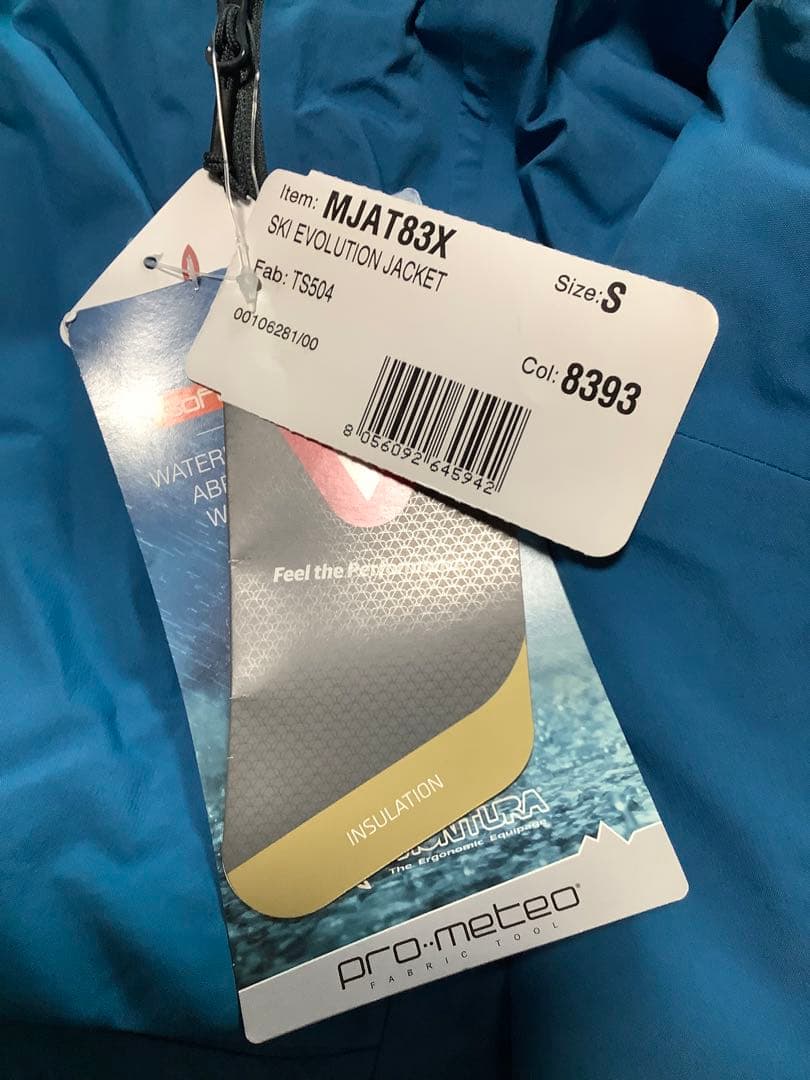 Item: MJAT83X
SKI EVOLUTION JACKET
Size: S
Fab: TS504
00106281/00
Col: 8393
8 056092 645942
Feel the Performance
INSULATION
The Ergonomic Equipage
pro··meteo®
FABRIC TOOL